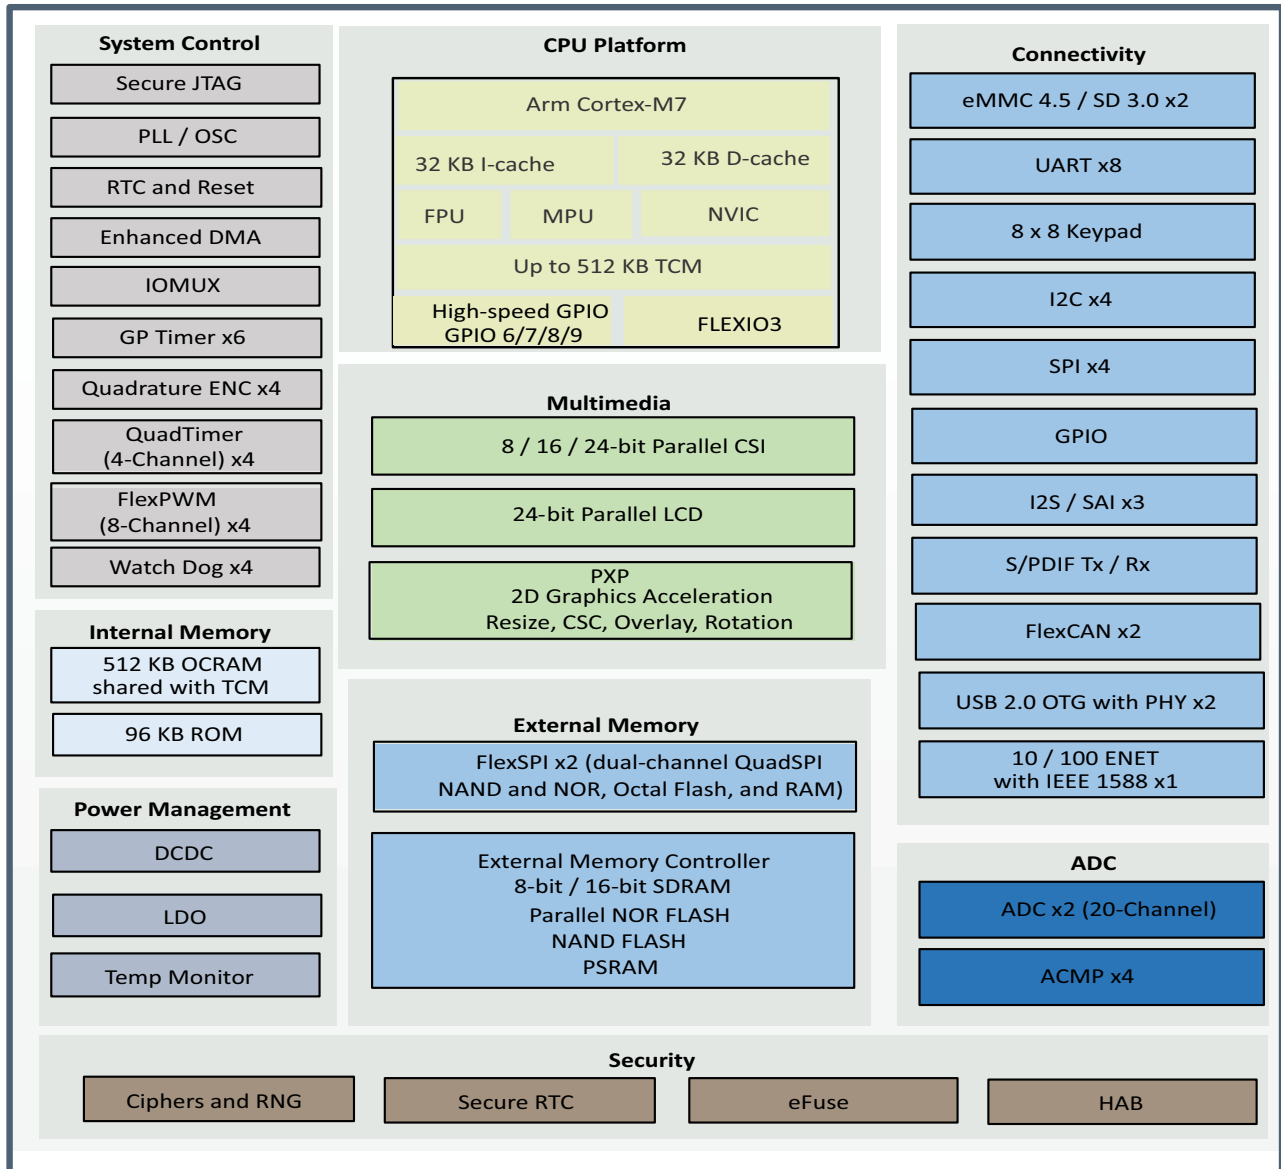 System Control
Secure JTAG
PLL / OSC
RTC and Reset
Enhanced DMA
IOMUX
GP Timer x6
Quadrature ENC x4
QuadTimer
(4-Channel) x4
FlexPWM
(8-Channel) x4
Watch Dog x4
Internal Memory
512 KB OCRAM
shared with TCM
96 KB ROM
Power Management
DCDC
LDO
Temp Monitor
CPU Platform
Arm Cortex-M7
32 KB I-cache
32 KB D-cache
FPU
MPU
NVIC
Up to 512 KB TCM
High-speed GPIO
GPIO 6/7/8/9
FLEXIO3
Multimedia
8 / 16 / 24-bit Parallel CSI
24-bit Parallel LCD
PXP
2D Graphics Acceleration
Resize, CSC, Overlay, Rotation
External Memory
FlexSPI x2 (dual-channel QuadSPI
NAND and NOR, Octal Flash, and RAM)
External Memory Controller
8-bit / 16-bit SDRAM
Parallel NOR FLASH
NAND FLASH
PSRAM
Connectivity
eMMC 4.5 / SD 3.0 x2
UART x8
8 x 8 Keypad
I2C x4
SPI x4
GPIO
I2S / SAI x3
S/PDIF Tx / Rx
FlexCAN x2
USB 2.0 OTG with PHY x2
10 / 100 ENET
with IEEE 1588 x1
ADC
ADC x2 (20-Channel)
ACMP x4
Security
Ciphers and RNG
Secure RTC
eFuse
HAB